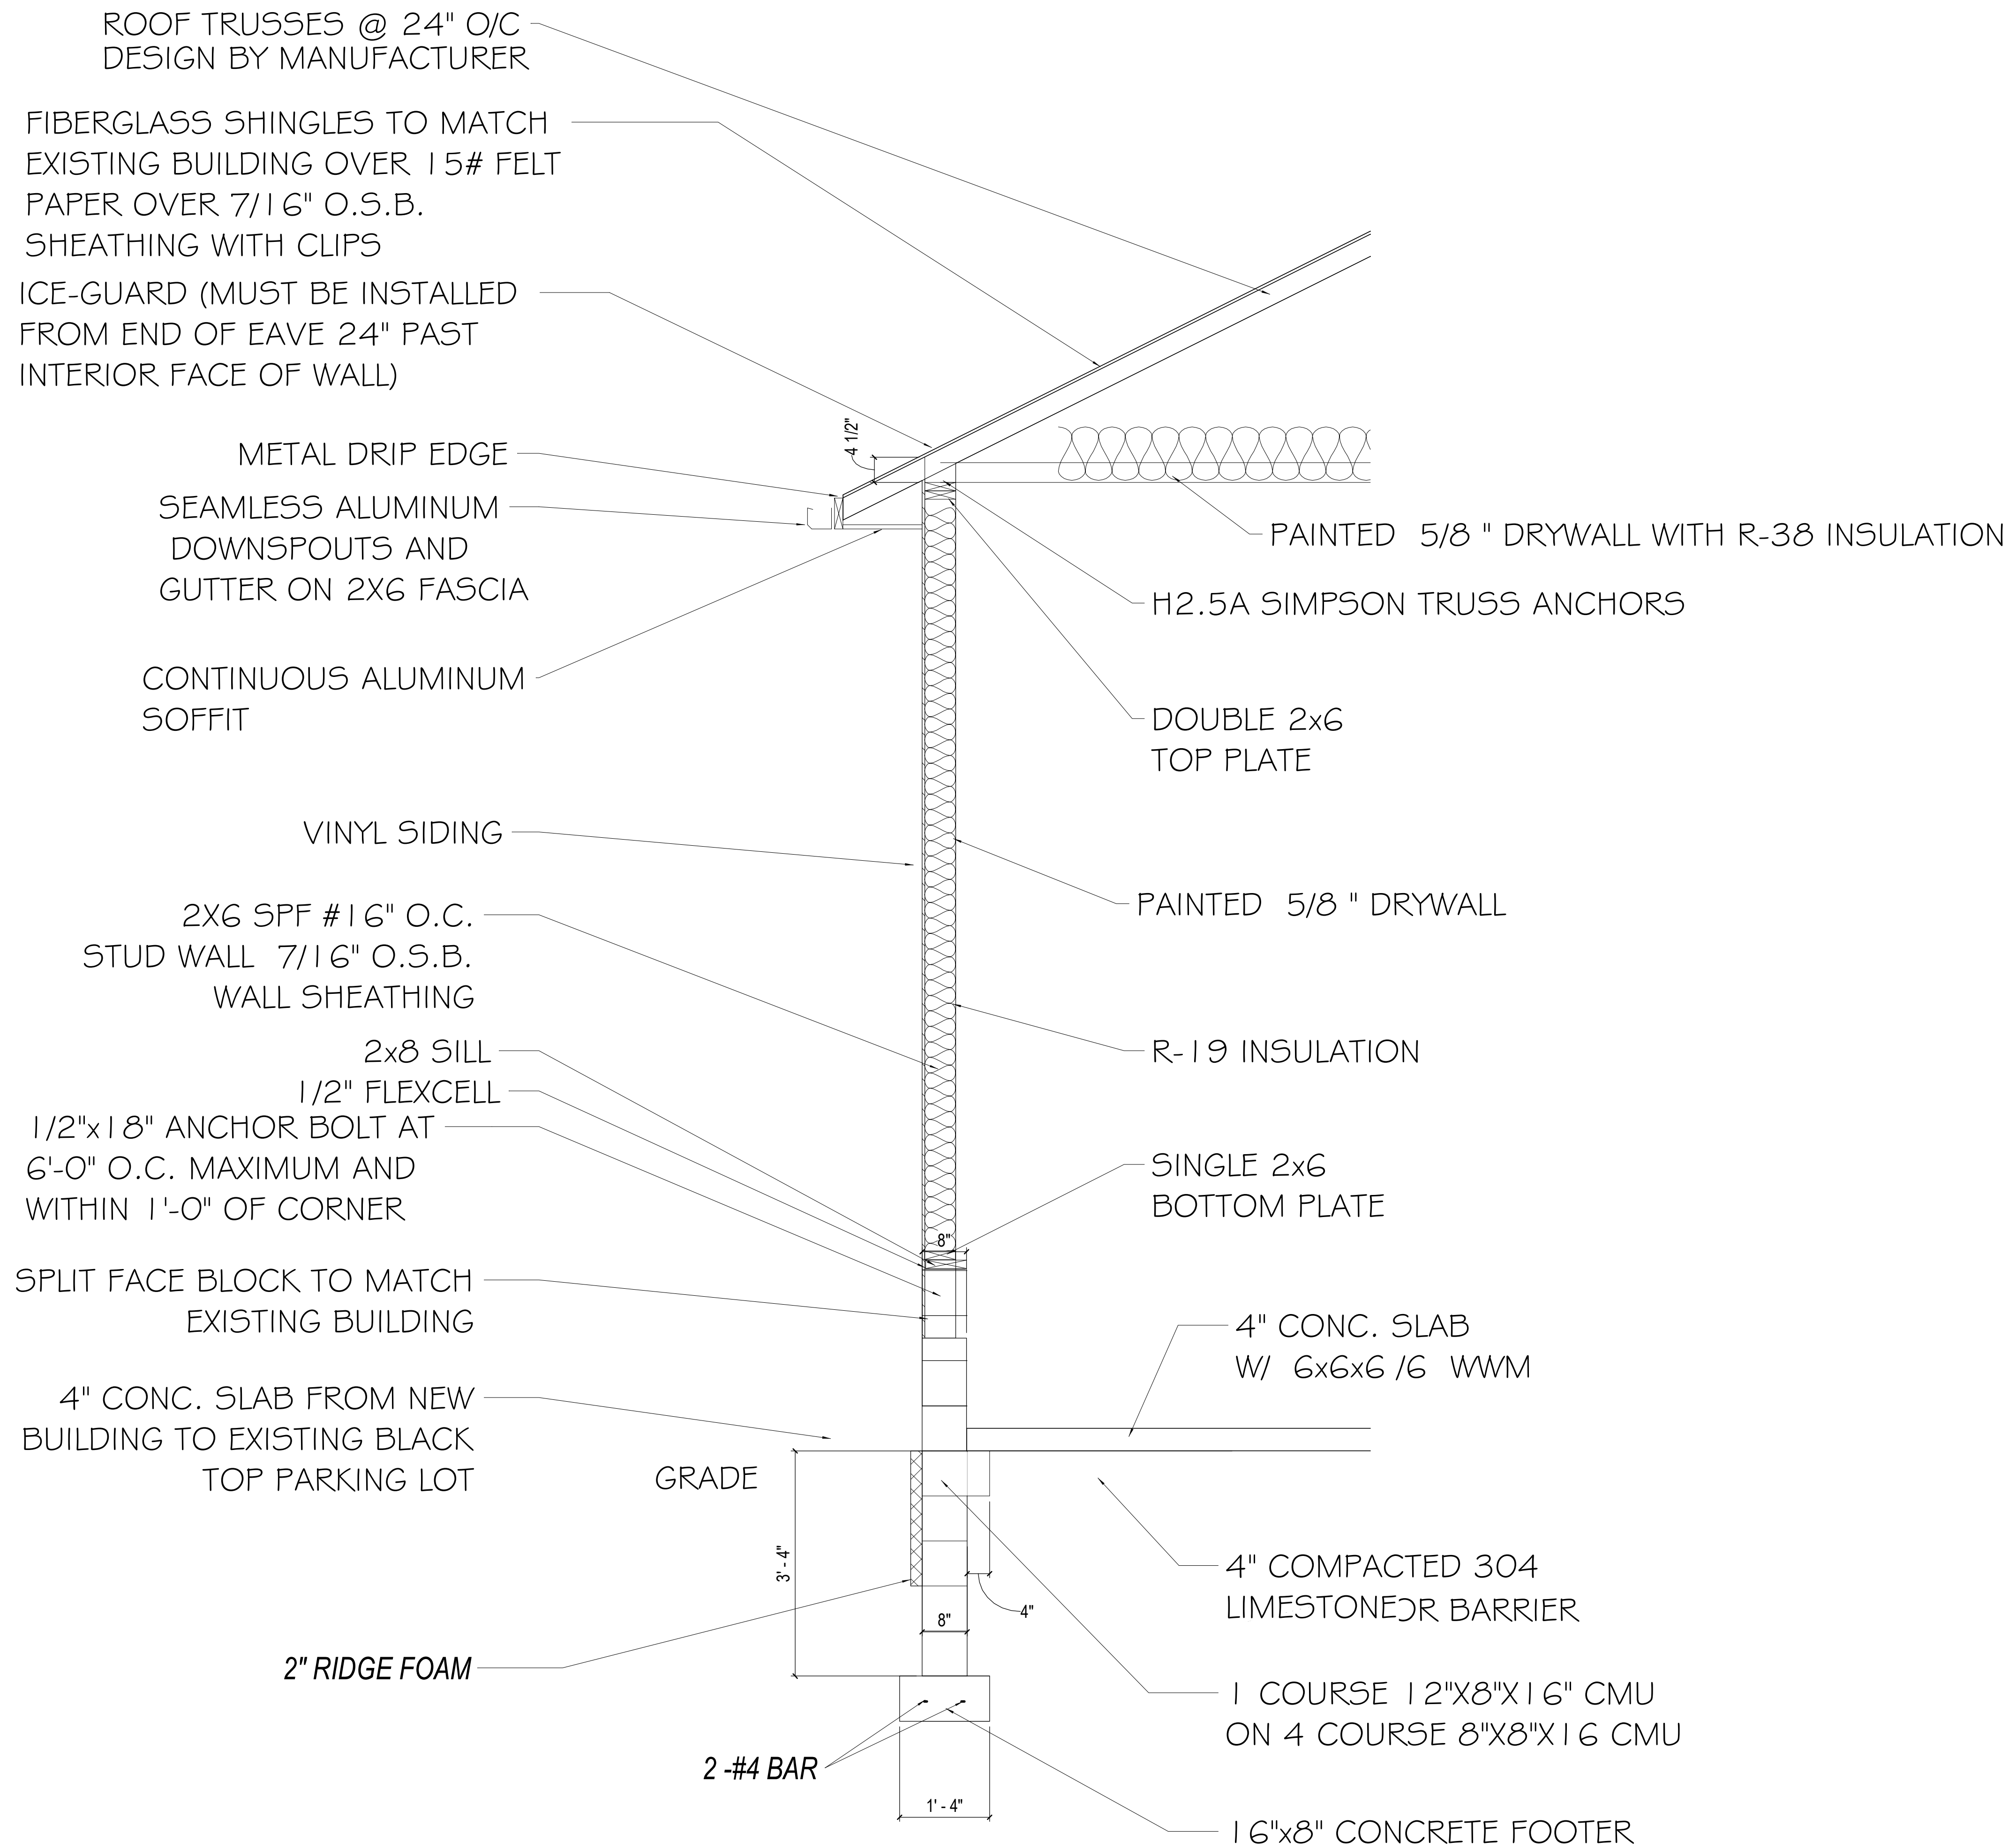 ROOF TRUSSES @ 24" O/C
DESIGN BY MANUFACTURER
FIBERGLASS SHINGLES TO MATCH
EXISTING BUILDING OVER 15# FELT
PAPER OVER 7/16" O.S.B.
SHEATHING WITH CLIPS
ICE-GUARD (MUST BE INSTALLED
FROM END OF EAVE 24" PAST
INTERIOR FACE OF WALL)
METAL DRIP EDGE
SEAMLESS ALUMINUM
DOWNSPOUTS AND
GUTTER ON 2X6 FASCIA
CONTINUOUS ALUMINUM
SOFFIT
VINYL SIDING
2X6 SPF #16" O.C.
STUD WALL 7/16" O.S.B.
WALL SHEATHING
2x8 SILL
1/2" FLEXCELL
1/2"x18" ANCHOR BOLT AT
6'-0" O.C. MAXIMUM AND
WITHIN 1'-0" OF CORNER
SPLIT FACE BLOCK TO MATCH
EXISTING BUILDING
4" CONC. SLAB FROM NEW
BUILDING TO EXISTING BLACK
TOP PARKING LOT
GRADE
2" RIDGE FOAM
2 -#4 BAR
4 1/2"
8"
3' - 4"
8"
4"
1' - 4"
PAINTED 5/8 " DRYWALL WITH R-38 INSULATION
H2.5A SIMPSON TRUSS ANCHORS
DOUBLE 2x6
TOP PLATE
PAINTED 5/8 " DRYWALL
R-19 INSULATION
SINGLE 2x6
BOTTOM PLATE
4" CONC. SLAB
W/ 6x6x6 /6 WWM
4" COMPACTED 304
LIMESTONE BARRIER
1 COURSE 12"X8"X16" CMU
ON 4 COURSE 8"X8"X16 CMU
16"x8" CONCRETE FOOTER